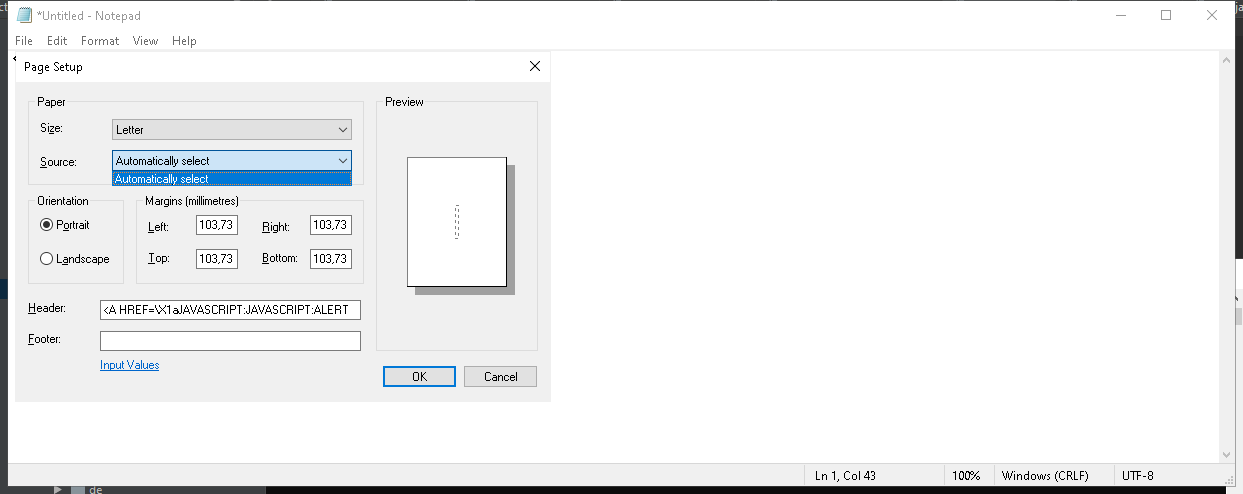 *Untitled - Notepad
File Edit Format View Help
Page Setup
Paper
Size: Letter
Source: Automatically select
Automatically select
Preview
Orientation
Portrait
Landscape
Margins (millimetres)
Left: 103,73 Right: 103,73
Top: 103,73 Bottom: 103,73
Header: <A HREF=\X1aJAVASCRIPT:JAVASCRIPT:ALERT
Footer:
Input Values
OK Cancel
Ln 1, Col 43 100% Windows (CRLF) UTF-8
de